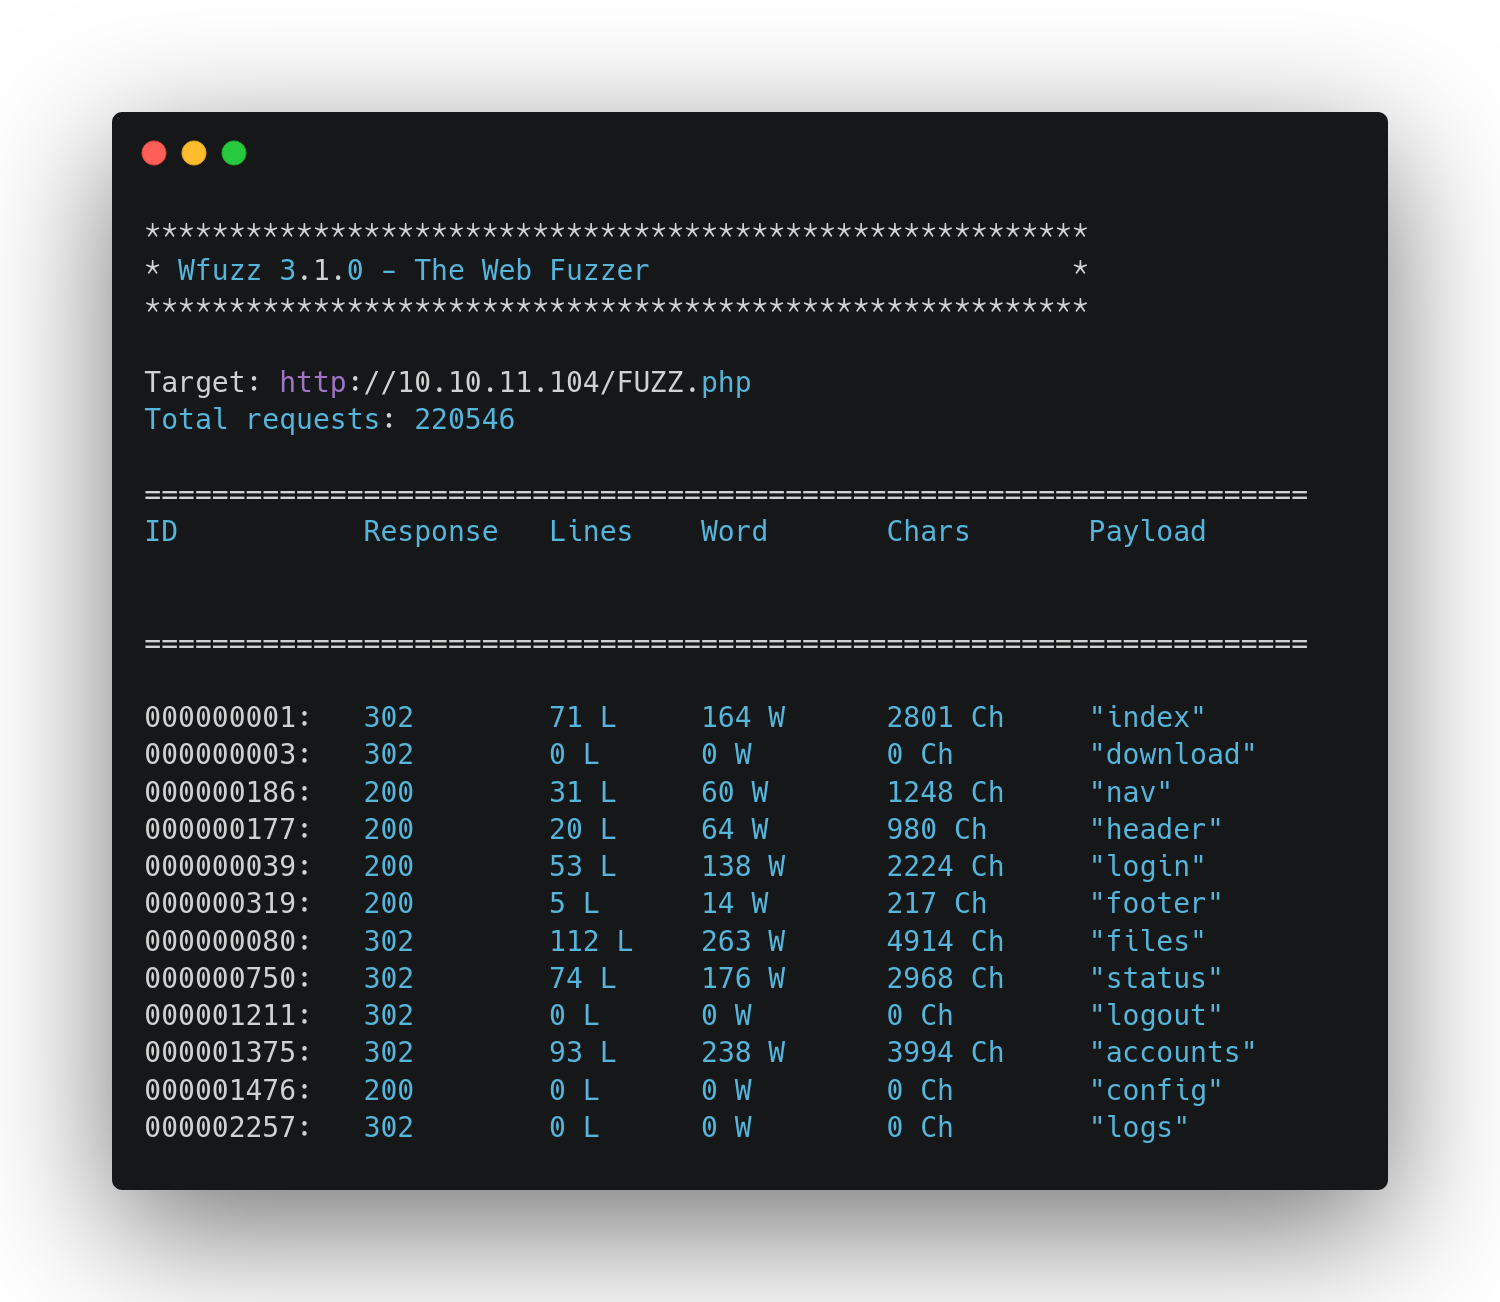 ********************************************************
* Wfuzz 3.1.0 - The Web Fuzzer                         *
********************************************************
Target: http://10.10.11.104/FUZZ.php
Total requests: 220546
=====================================================================
ID           Response   Lines    Word       Chars       Payload
=====================================================================
000000001:   302        71 L     164 W      2801 Ch     "index"
000000003:   302        0 L      0 W        0 Ch        "download"
000000186:   200        31 L     60 W       1248 Ch     "nav"
000000177:   200        20 L     64 W       980 Ch      "header"
000000039:   200        53 L     138 W      2224 Ch     "login"
000000319:   200        5 L      14 W       217 Ch      "footer"
000000080:   302        112 L    263 W      4914 Ch     "files"
000000750:   302        74 L     176 W      2968 Ch     "status"
000001211:   302        0 L      0 W        0 Ch        "logout"
000001375:   302        93 L     238 W      3994 Ch     "accounts"
000001476:   200        0 L      0 W        0 Ch        "config"
000002257:   302        0 L      0 W        0 Ch        "logs"